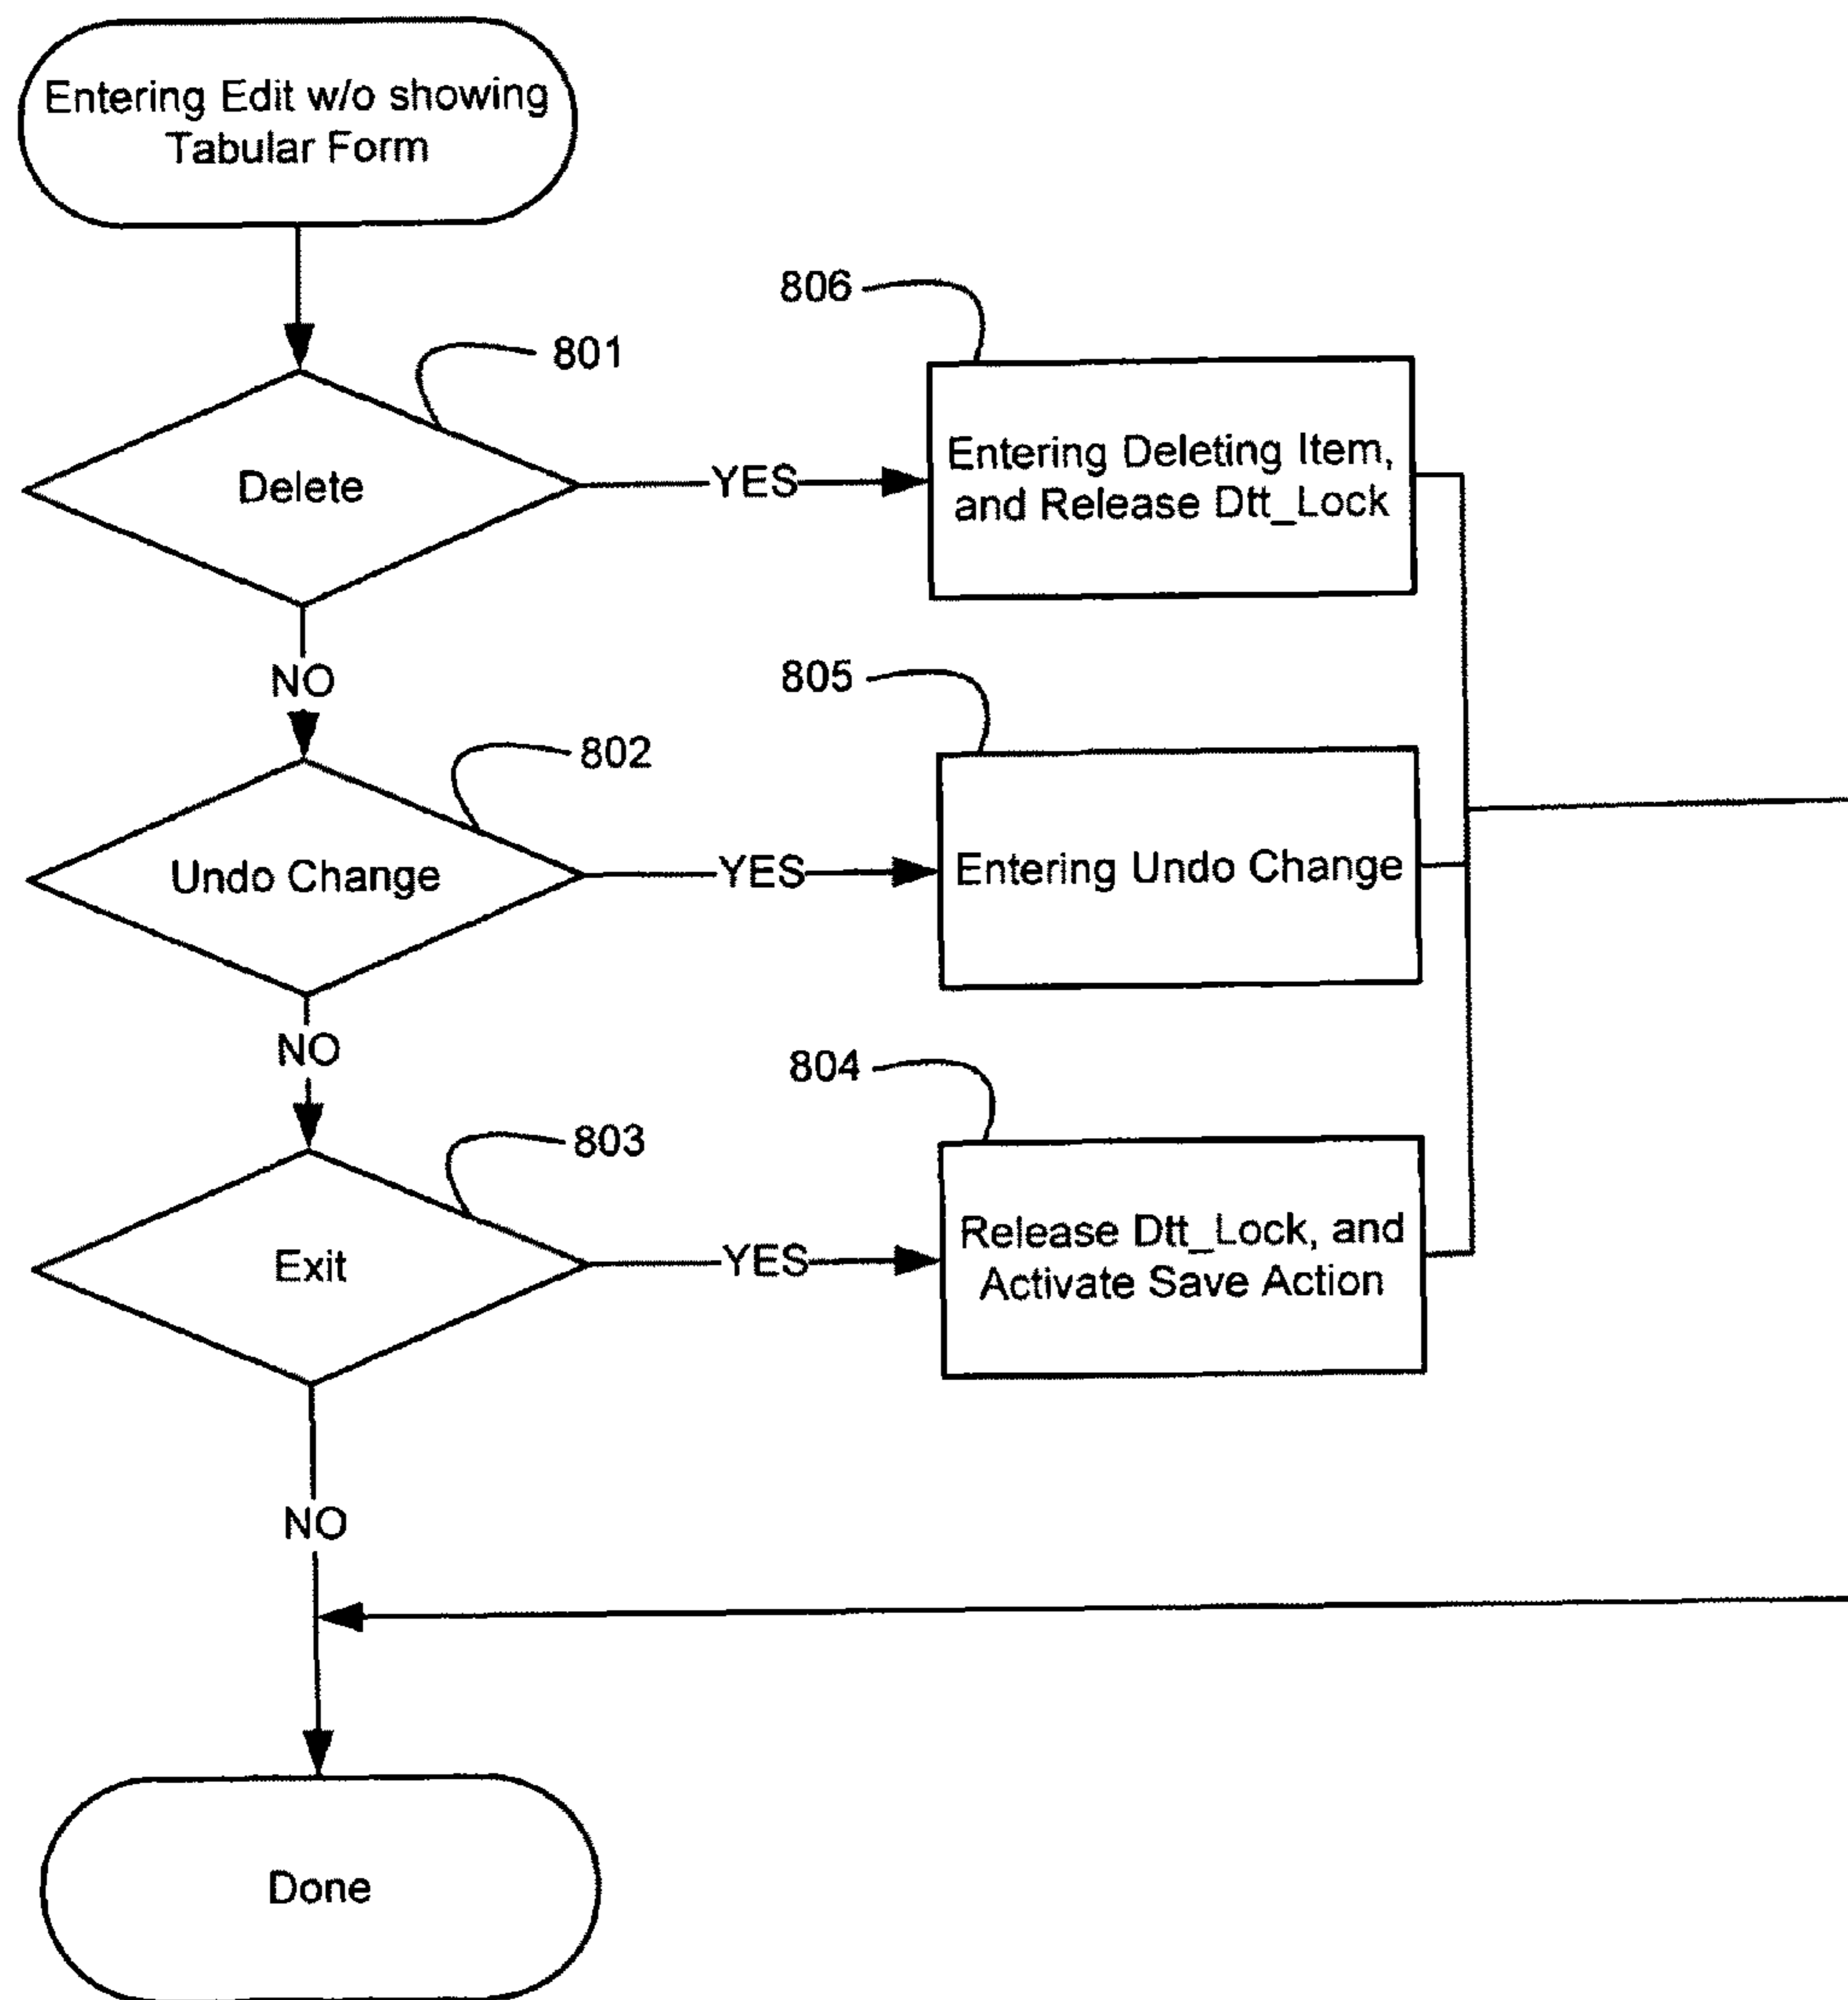 Entering Edit w/o showing
Tabular Form
806
801
Delete
YES
Entering Deleting Item,
and Release Dtt_Lock
NO
805
802
Undo Change
YES
Entering Undo Change
NO
804
803
Exit
YES
Release Dtt_Lock, and
Activate Save Action
NO
Done